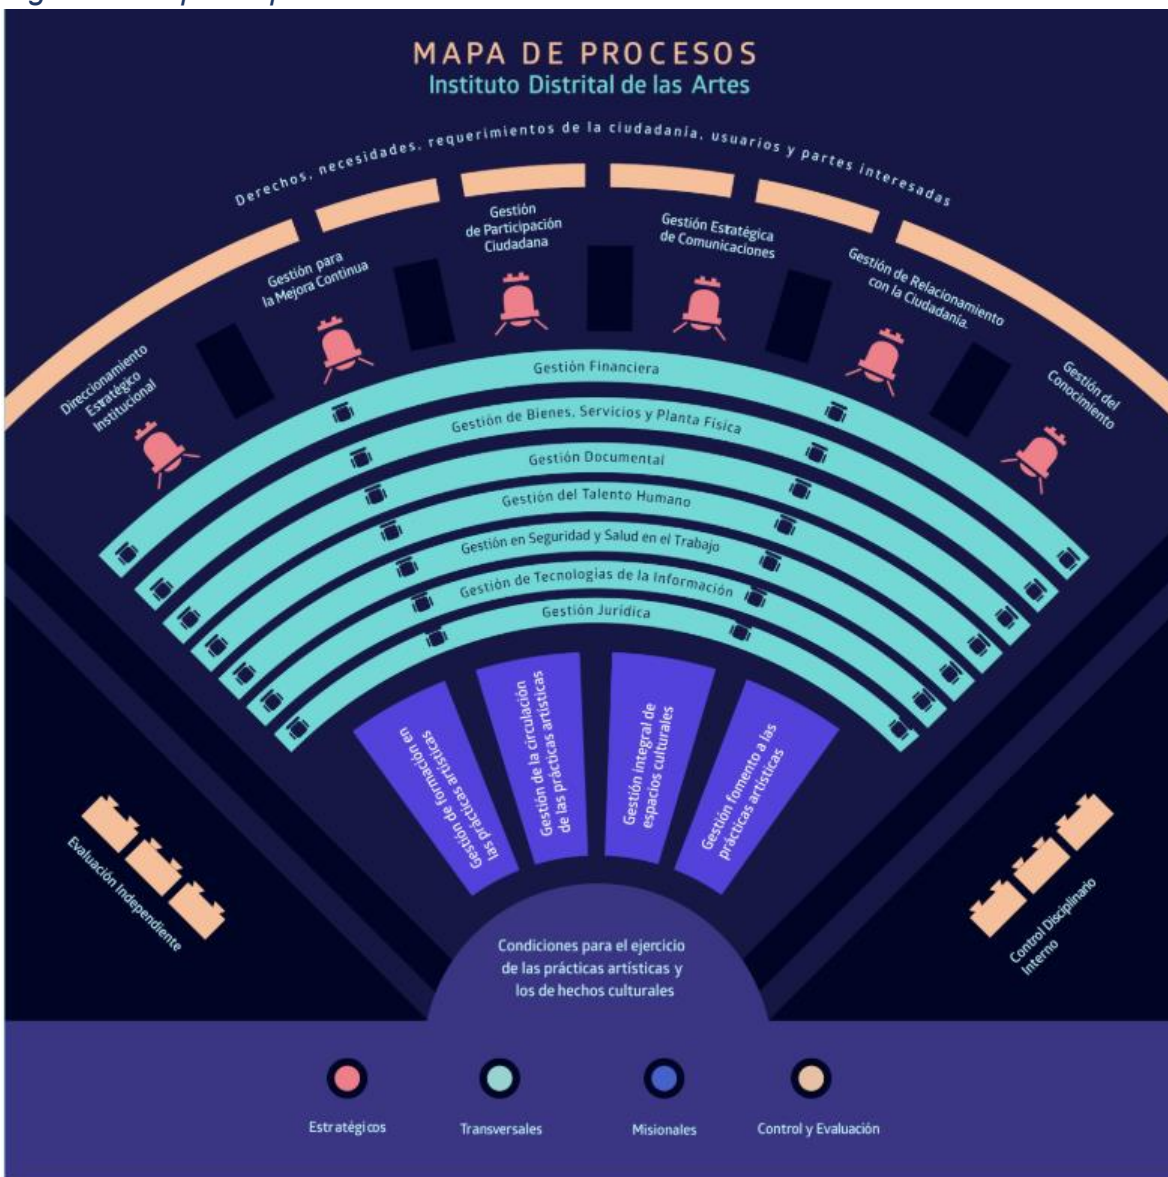 MAPA DE PROCESOS
Instituto Distrital de las Artes
Derechos, necesidades, requerimientos de la ciudadanía, usuarios y partes interesadas
Direccionamiento
Estratégico
Institucional
Gestión para
la Mejora Continua
Gestión
de Participación
Ciudadana
Gestión Estratégica
de Comunicaciones
Gestión de Relacionamiento
con la Ciudadanía.
Gestión del
Conocimiento
Gestión Financiera
Gestión de Bienes, Servicios y Planta Física
Gestión Documental
Gestión del Talento Humano
Gestión en Seguridad y Salud en el Trabajo
Gestión de Tecnologías de la Información
Gestión Jurídica
Gestión de formación en
las prácticas artísticas
Gestión de la circulación
de las prácticas artísticas
Gestión integral de
espacios culturales
Gestión fomento a las
prácticas artísticas
Evaluación Independiente
Control Disciplinario
Interno
Condiciones para el ejercicio
de las prácticas artísticas y
los de hechos culturales
Estratégicos
Transversales
Misionales
Control y Evaluación